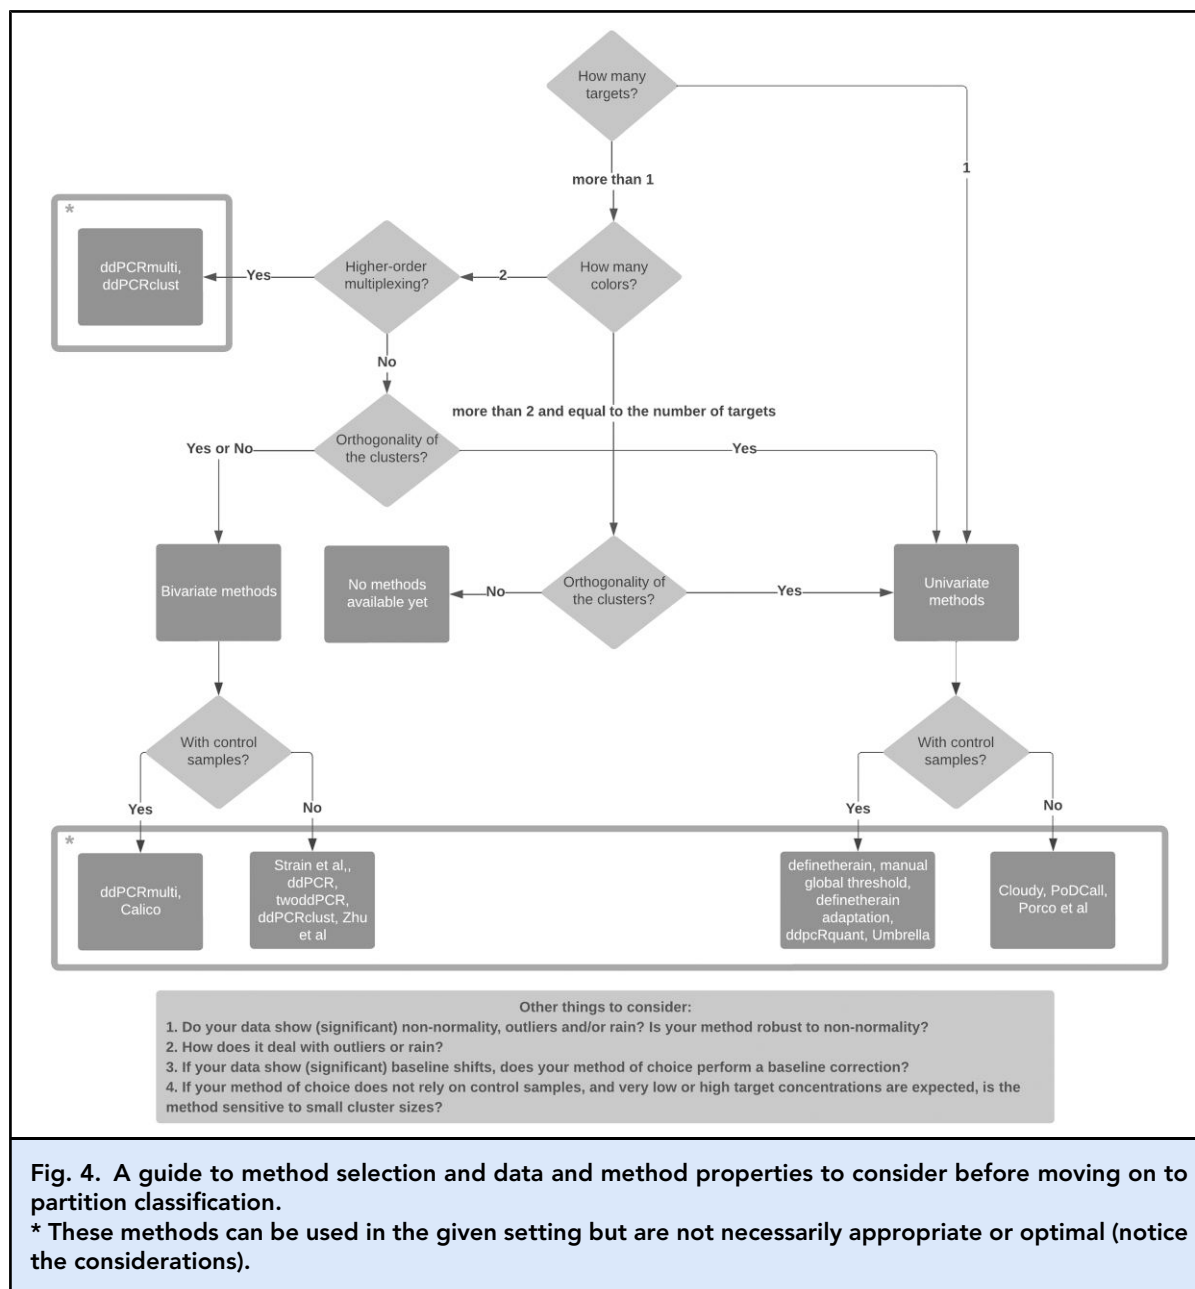 How many
targets?
1
more than 1
*
ddPCRmulti,
ddPCRclust
Yes
Higher-order
multiplexing?
2
How many
colors?
No
more than 2 and equal to the number of targets
Yes or No
Orthogonality of
the clusters?
Yes
Bivariate methods
No methods
available yet
No
Orthogonality of
the clusters?
Yes
Univariate
methods
With control
samples?
Yes
No
With control
samples?
Yes
No
*
ddPCRmulti,
Calico
Strain et al,,
ddPCR,
twoddPCR,
ddPCRclust, Zhu
et al
definetherain, manual
global threshold,
definetherain
adaptation,
ddpcRquant, Umbrella
Cloudy, PoDCall,
Porco et al
Other things to consider:
1. Do your data show (significant) non-normality, outliers and/or rain? Is your method robust to non-normality?
2. How does it deal with outliers or rain?
3. If your data show (significant) baseline shifts, does your method of choice perform a baseline correction?
4. If your method of choice does not rely on control samples, and very low or high target concentrations are expected, is the
method sensitive to small cluster sizes?
Fig. 4. A guide to method selection and data and method properties to consider before moving on to
partition classification.
* These methods can be used in the given setting but are not necessarily appropriate or optimal (notice
the considerations).